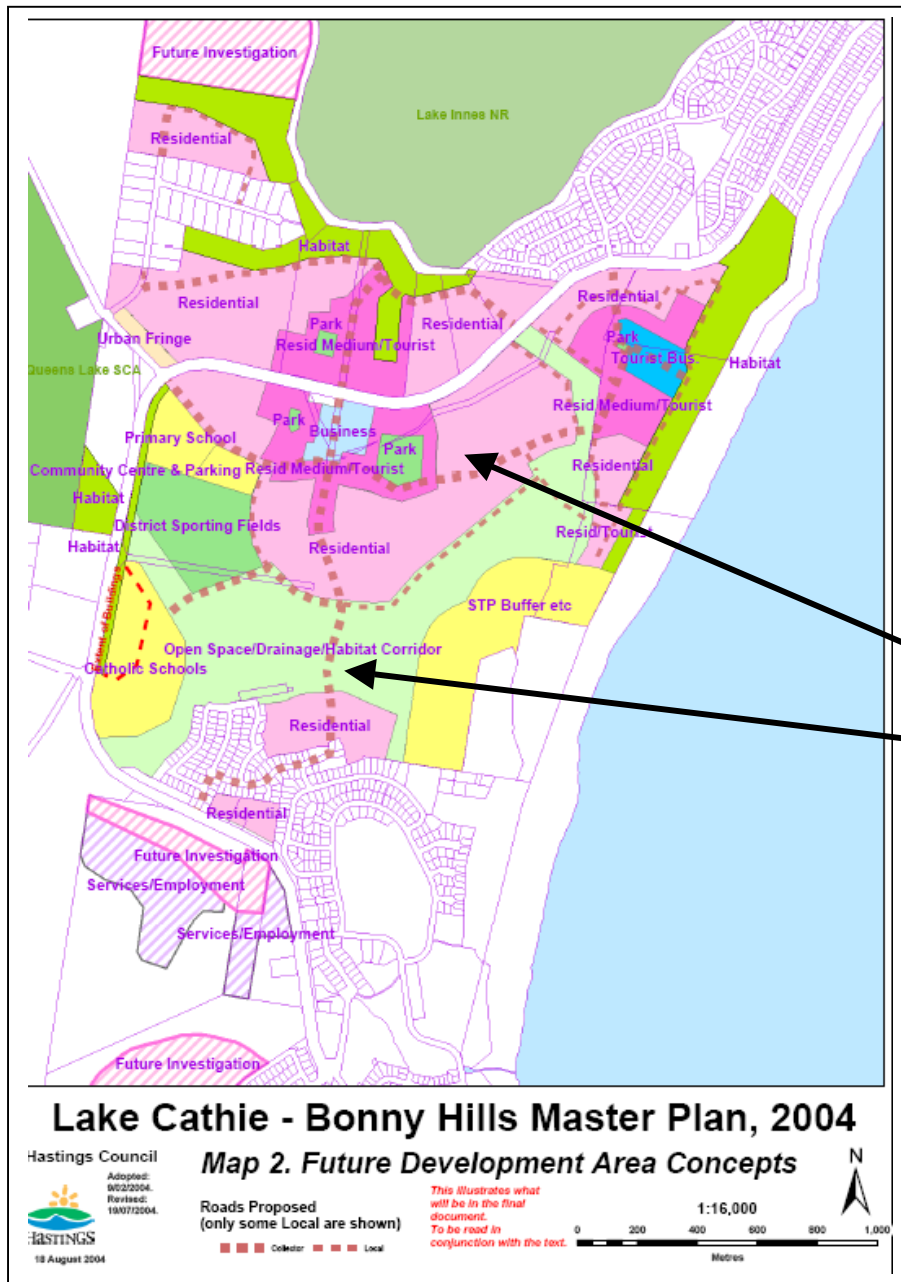 Future Investigation
Lake Innes NR
Residential
Habitat
Residential
Residential
Park
Residential
Resid Medium/Tourist
Urban Fringe
Park
Tourist Bus.
Habitat
Queens Lake SCA
Resid Medium/Tourist
Park
Business
Primary School
Park
Community Centre & Parking
Resid Medium/Tourist
Residential
Habitat
District Sporting Fields
Resid/Tourist
Habitat
Residential
Extent of Buildings
STP Buffer etc
Open Space/Drainage/Habitat Corridor
Catholic Schools
Residential
Residential
Future Investigation
Services/Employment
Services/Employment
Future Investigation
Lake Cathie - Bonny Hills Master Plan, 2004
Hastings Council
Map 2. Future Development Area Concepts
N
Adopted:
9/02/2004.
Revised:
19/07/2004.
HASTINGS
18 August 2004
Roads Proposed
(only some Local are shown)
Collector
Local
This illustrates what
will be in the final
document.
To be read in
conjunction with the text.
1:16,000
0 200 400 600 800 1,000
Metres